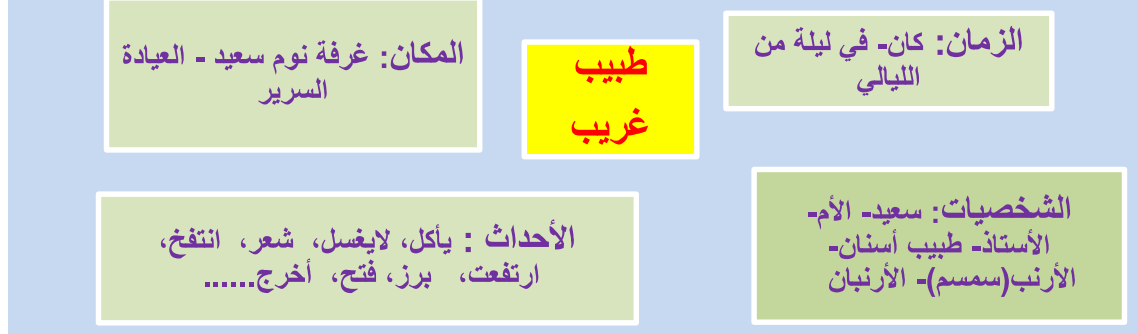 الزمان: كان- في ليلة من
الليالي
طبيب
غريب
المكان: غرفة نوم سعيد - العيادة
السرير
الشخصيات: سعيد- الأم-
الأستاذ- طبيب أسنان-
الأرنب(سمسم)- الأرنبان
الأحداث : يأكل، لايغسل، شعر، انتفخ،
ارتفعت، برز، فتح، أخرج......